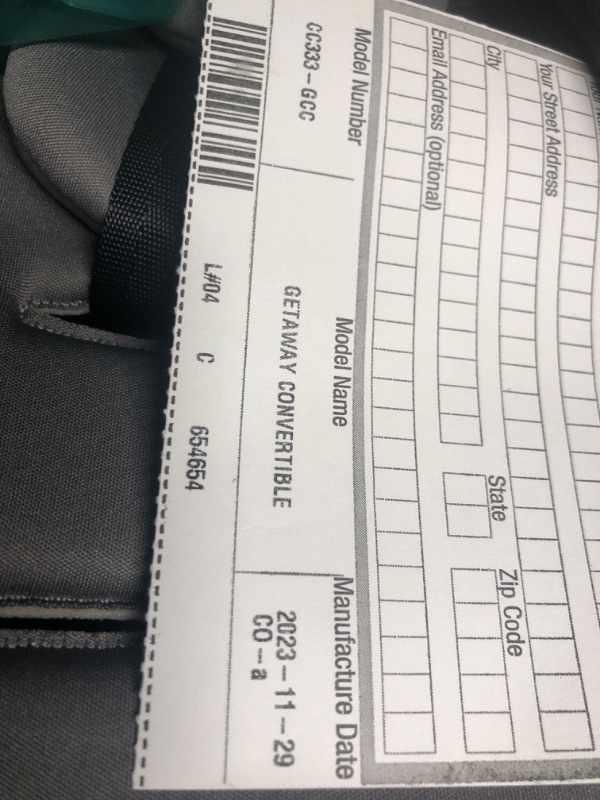 Your Street Address
City State Zip Code
Email Address (optional)
Model Number Model Name Manufacture Date
CC333-GCC GETAWAY CONVERTIBLE 2023-11-29
CO--a
L#04 C 654654